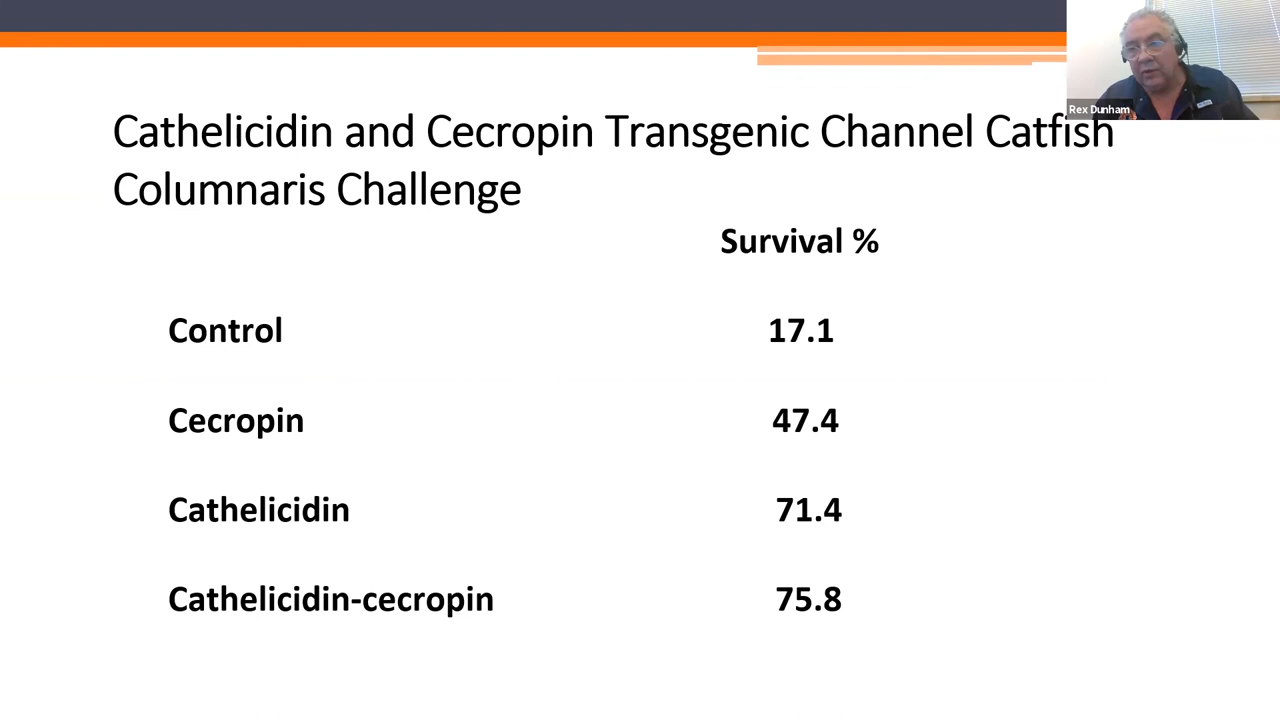 Rex Dunham
Cathelicidin and Cecropin Transgenic Channel Catfish
Columnaris Challenge
Survival %
Control 17.1
Cecropin 47.4
Cathelicidin 71.4
Cathelicidin-cecropin 75.8